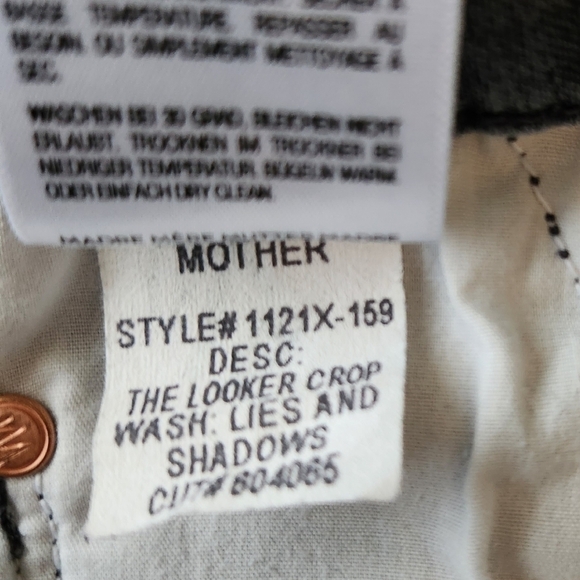 BASSE TEMPERATURE, REPASSER AU
BESOIN. OU SIMPLEMENT NETTOYAGE A
SEC.
WASCHEN BEI 30 GRAD, BLEICHEN NICHT
ERLAUBT, TROCKNEN IM TROCKNER BEI
NIEDRIGER TEMPERATUR, BÜGELN WARM,
ODER EINFACH DRY CLEAN.
MOTHER
STYLE# 1121X-159
DESC:
THE LOOKER CROP
WASH: LIES AND
SHADOWS
CUT# 604065